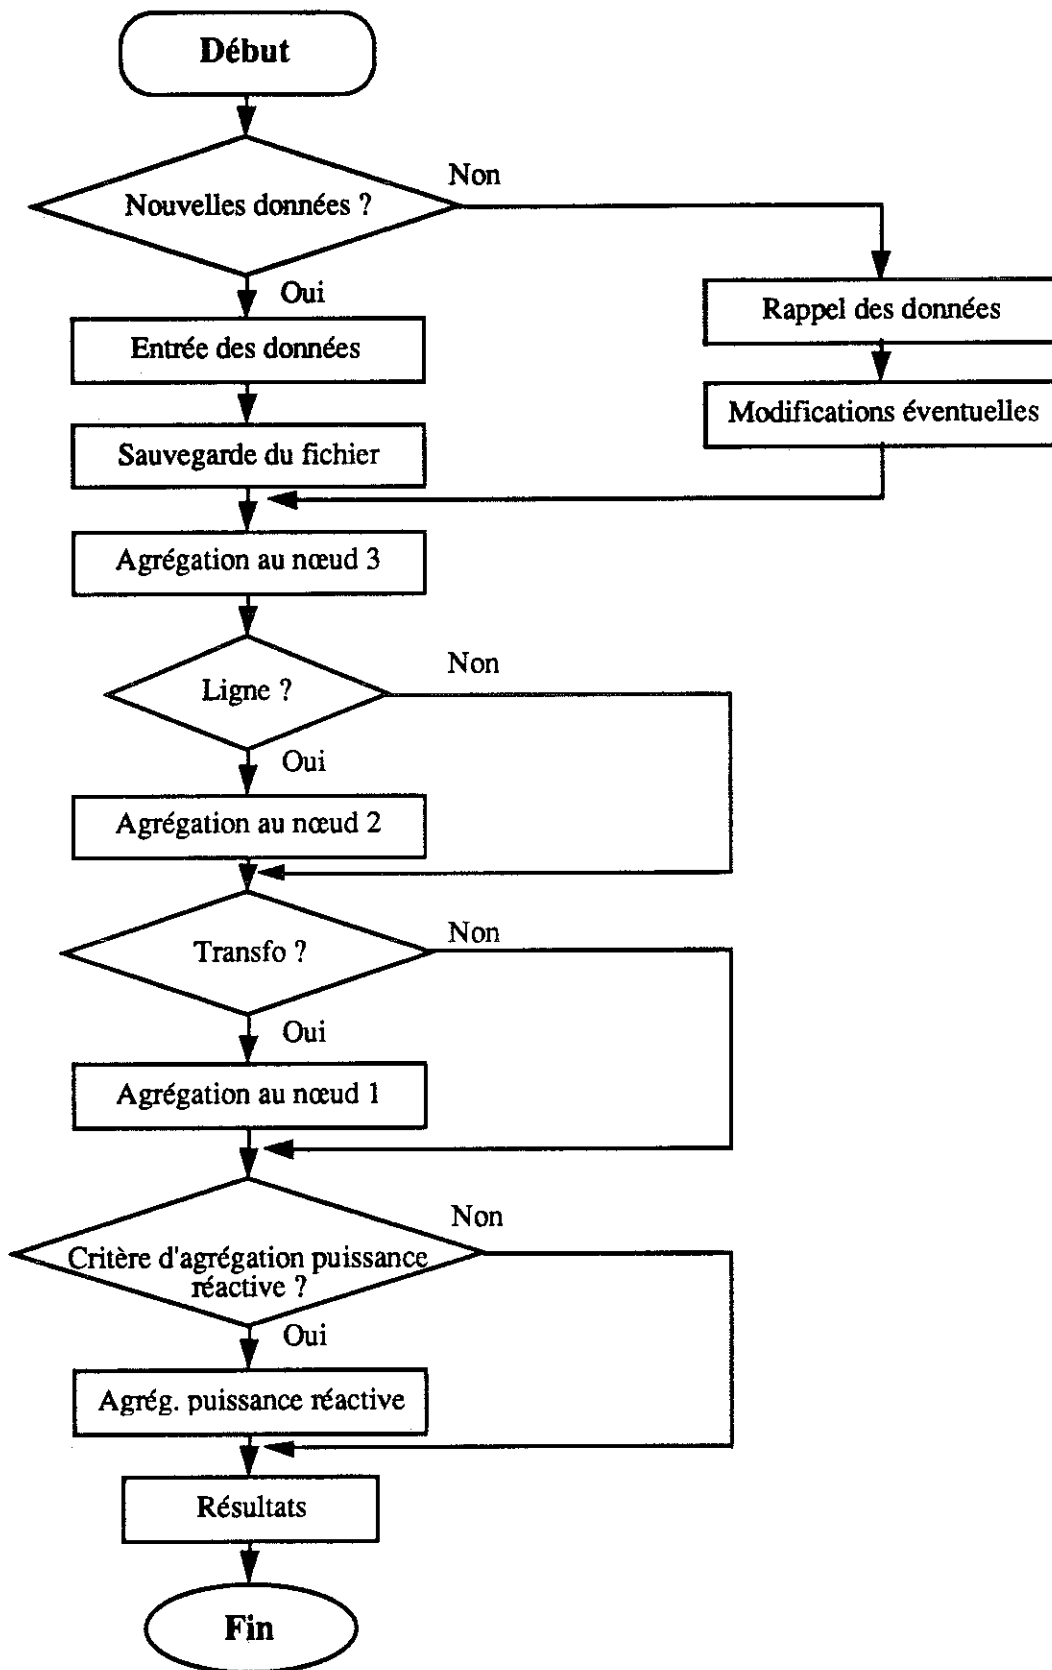 Début
Non
Nouvelles données ?
Oui
Rappel des données
Entrée des données
Modifications éventuelles
Sauvegarde du fichier
Agrégation au nœud 3
Non
Ligne ?
Oui
Agrégation au nœud 2
Non
Transfo ?
Oui
Agrégation au nœud 1
Non
Critère d'agrégation puissance
réactive ?
Oui
Agrég. puissance réactive
Résultats
Fin